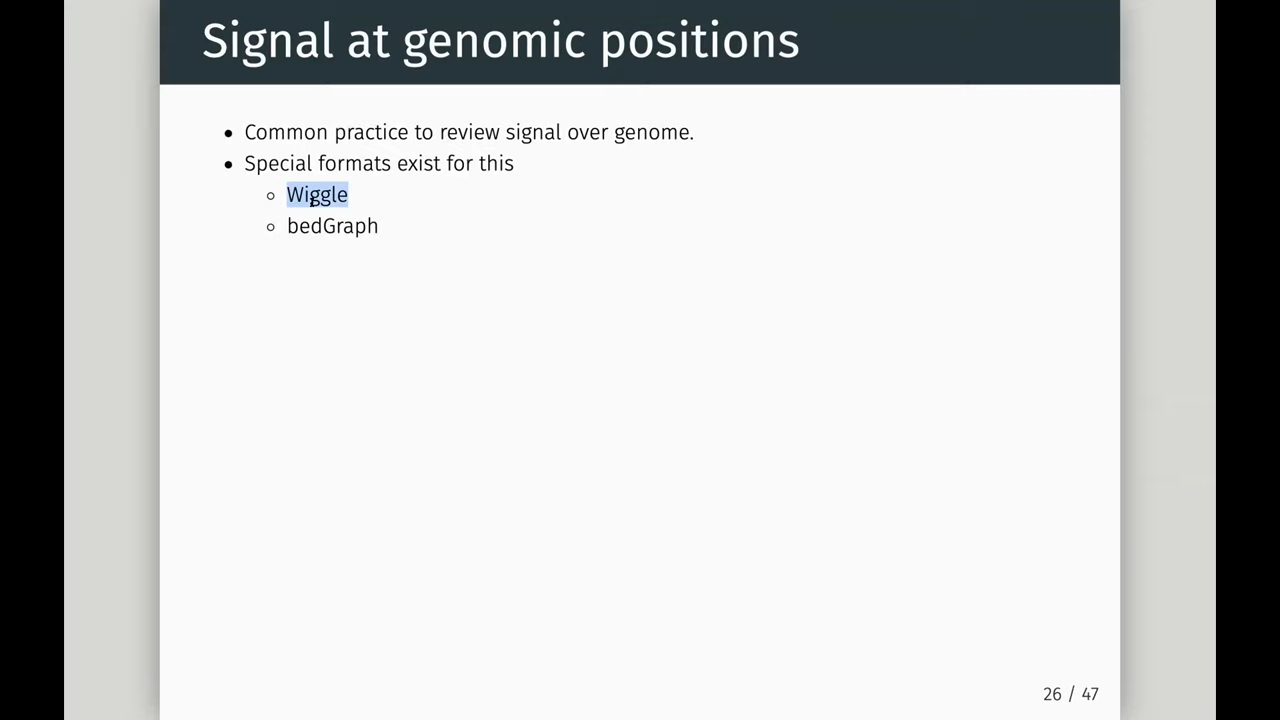 Signal at genomic positions
Common practice to review signal over genome.
Special formats exist for this
Wiggle
bedGraph
26 / 47